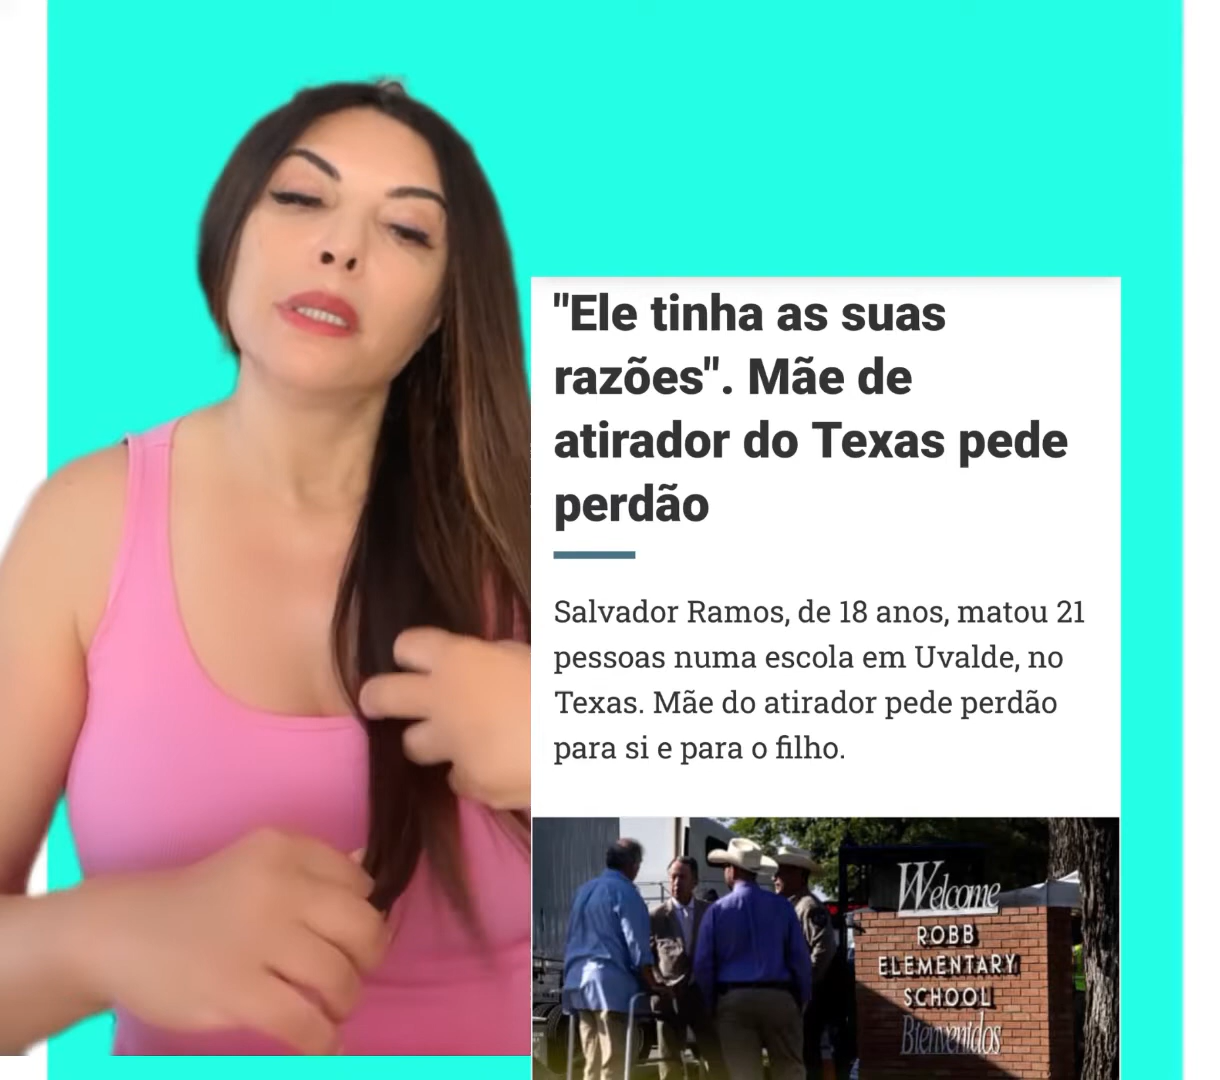 "Ele tinha as suas
razões". Mãe de
atirador do Texas pede
perdão
Salvador Ramos, de 18 anos, matou 21
pessoas numa escola em Uvalde, no
Texas. Mãe do atirador pede perdão
para si e para o filho.
Welcome
ROBB
ELEMENTARY
SCHOOL
Bienvenidos